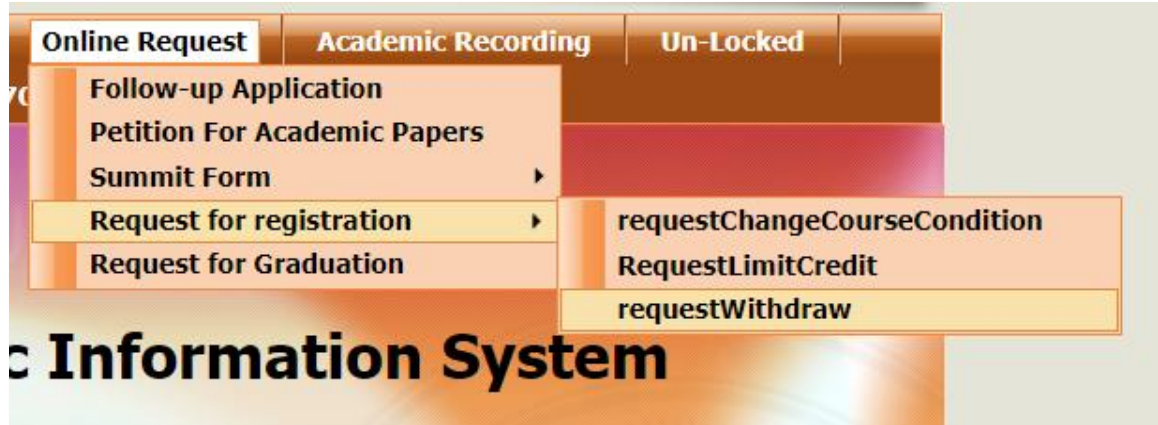 Online Request Academic Recording Un-Locked
Follow-up Application
Petition For Academic Papers
Summit Form
Request for registration
requestChangeCourseCondition
Request for Graduation
RequestLimitCredit
requestWithdraw
c Information System